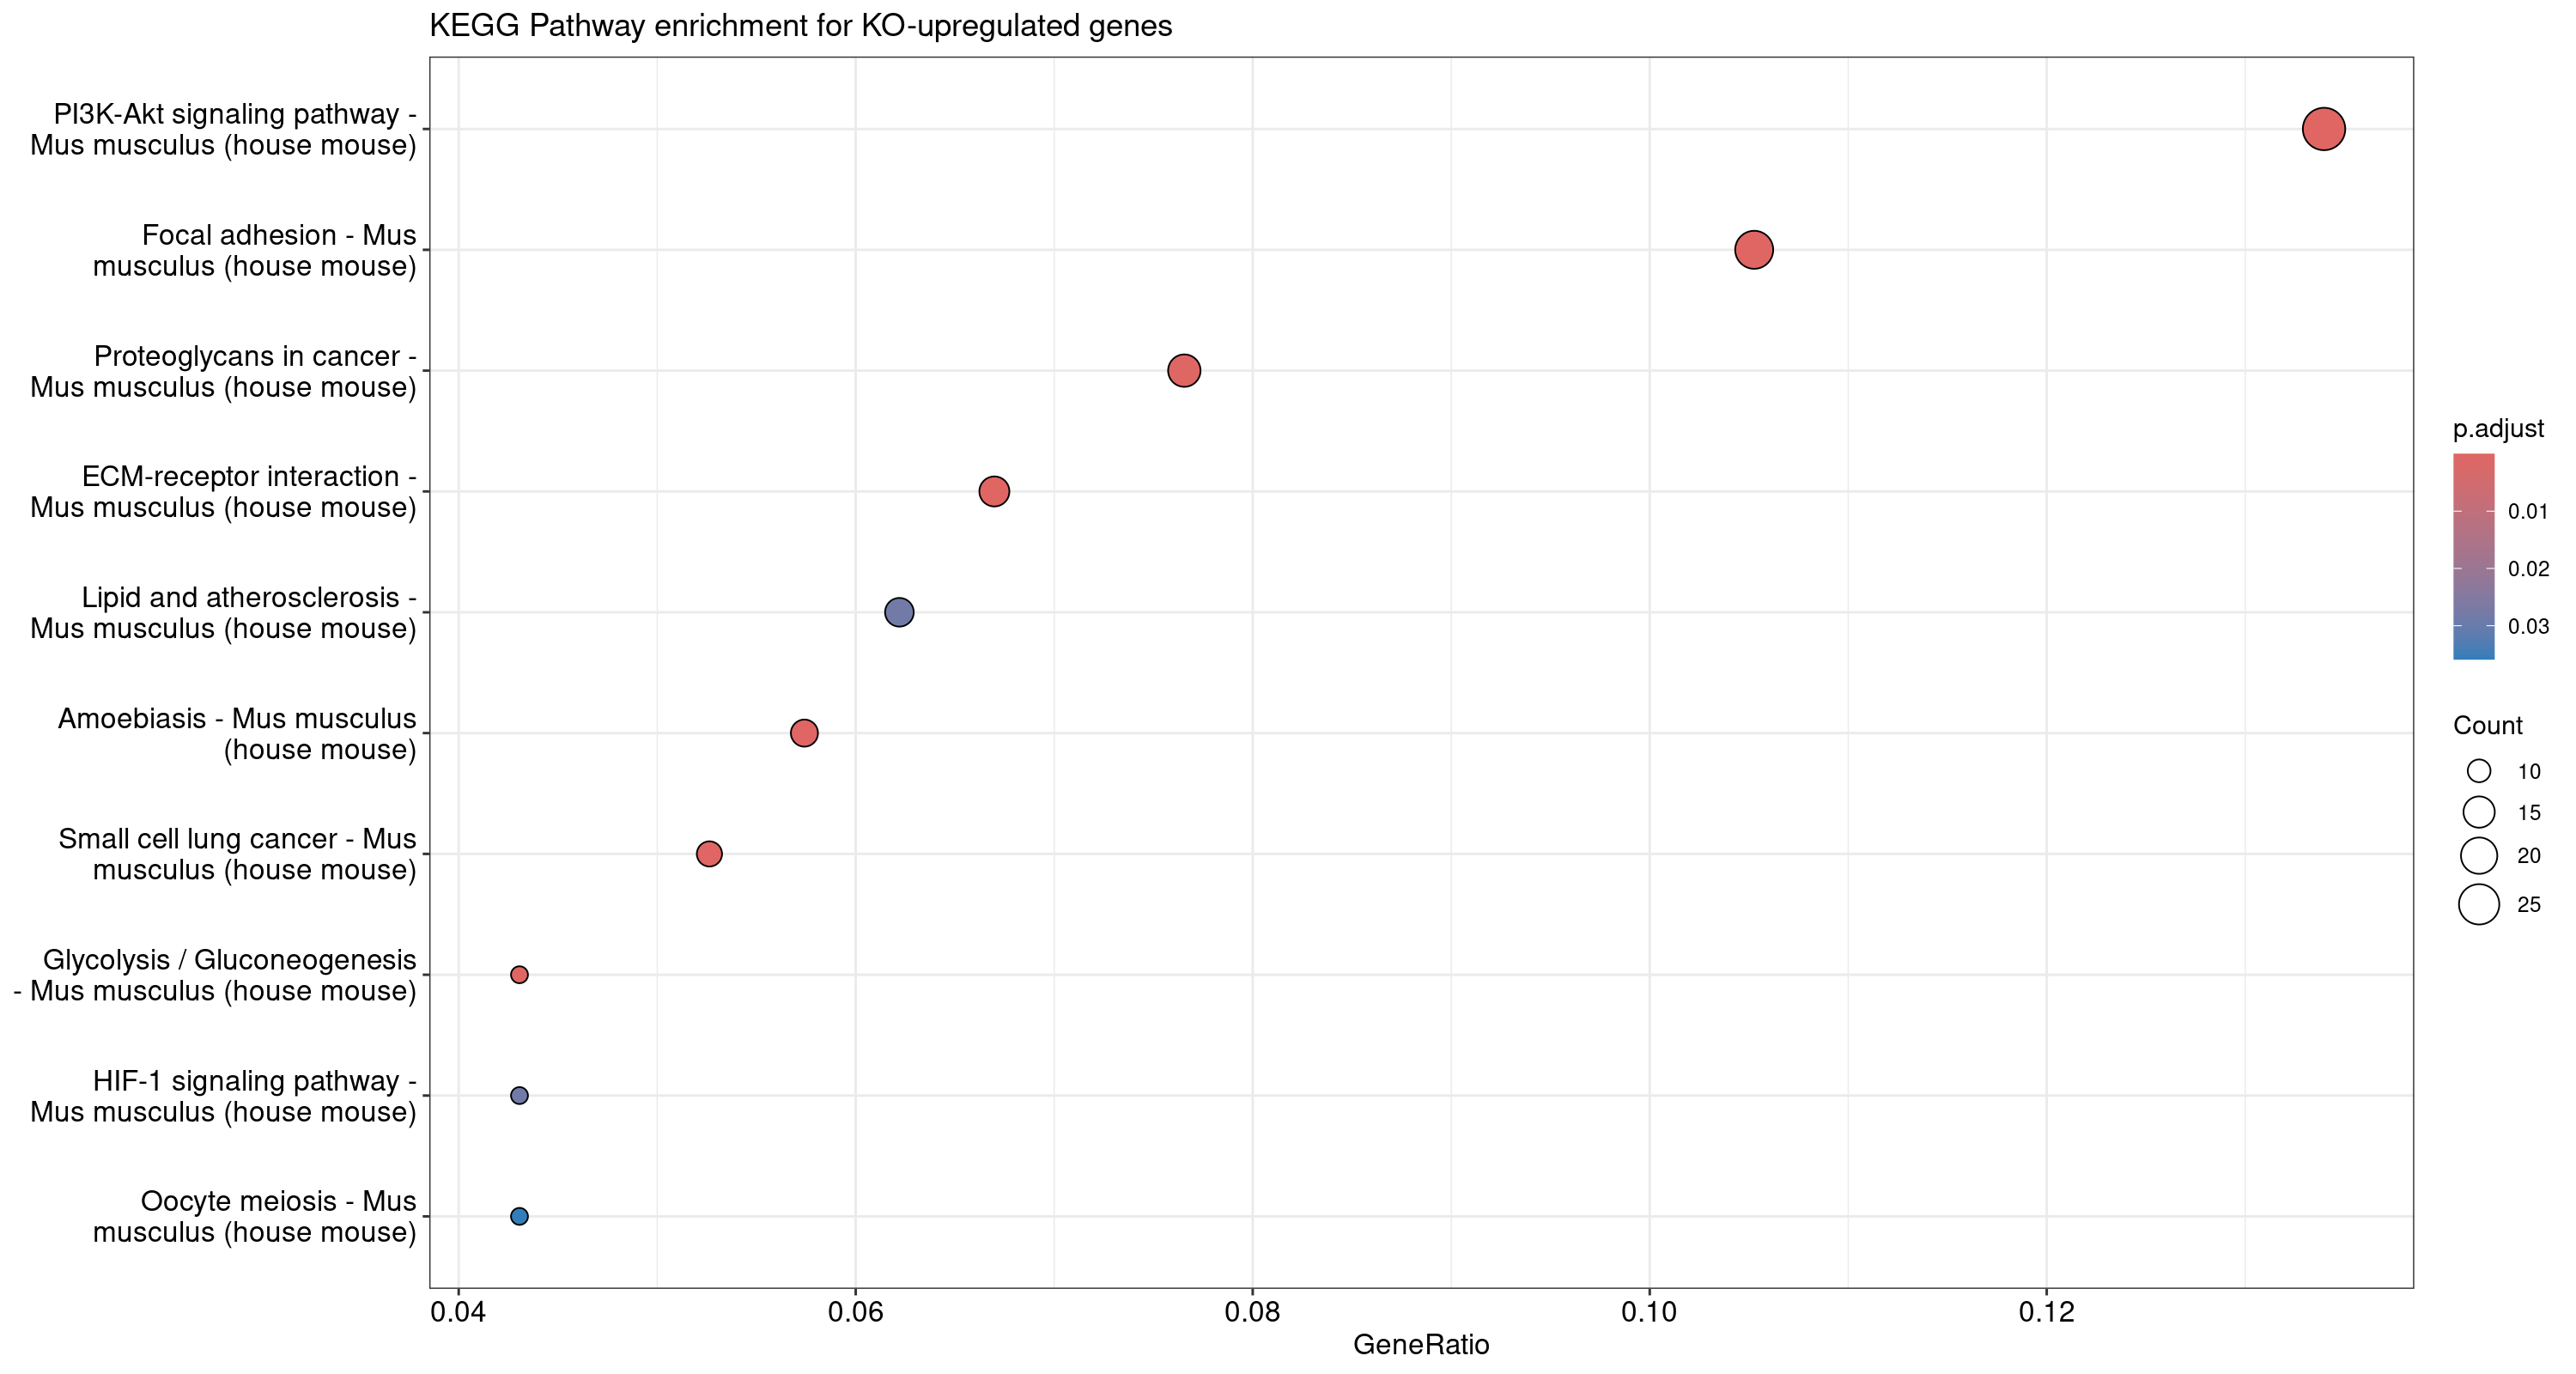 KEGG Pathway enrichment for KO-upregulated genes
PI3K-Akt signaling pathway -
Mus musculus (house mouse)
Focal adhesion - Mus
musculus (house mouse)
Proteoglycans in cancer -
Mus musculus (house mouse)
ECM-receptor interaction -
Mus musculus (house mouse)
Lipid and atherosclerosis -
Mus musculus (house mouse)
Amoebiasis - Mus musculus
(house mouse)
Small cell lung cancer - Mus
musculus (house mouse)
Glycolysis / Gluconeogenesis
- Mus musculus (house mouse)
HIF-1 signaling pathway -
Mus musculus (house mouse)
Oocyte meiosis - Mus
musculus (house mouse)
0.04 0.06 0.08 0.10 0.12
GeneRatio
p.adjust
0.01
0.02
0.03
Count
10
15
20
25